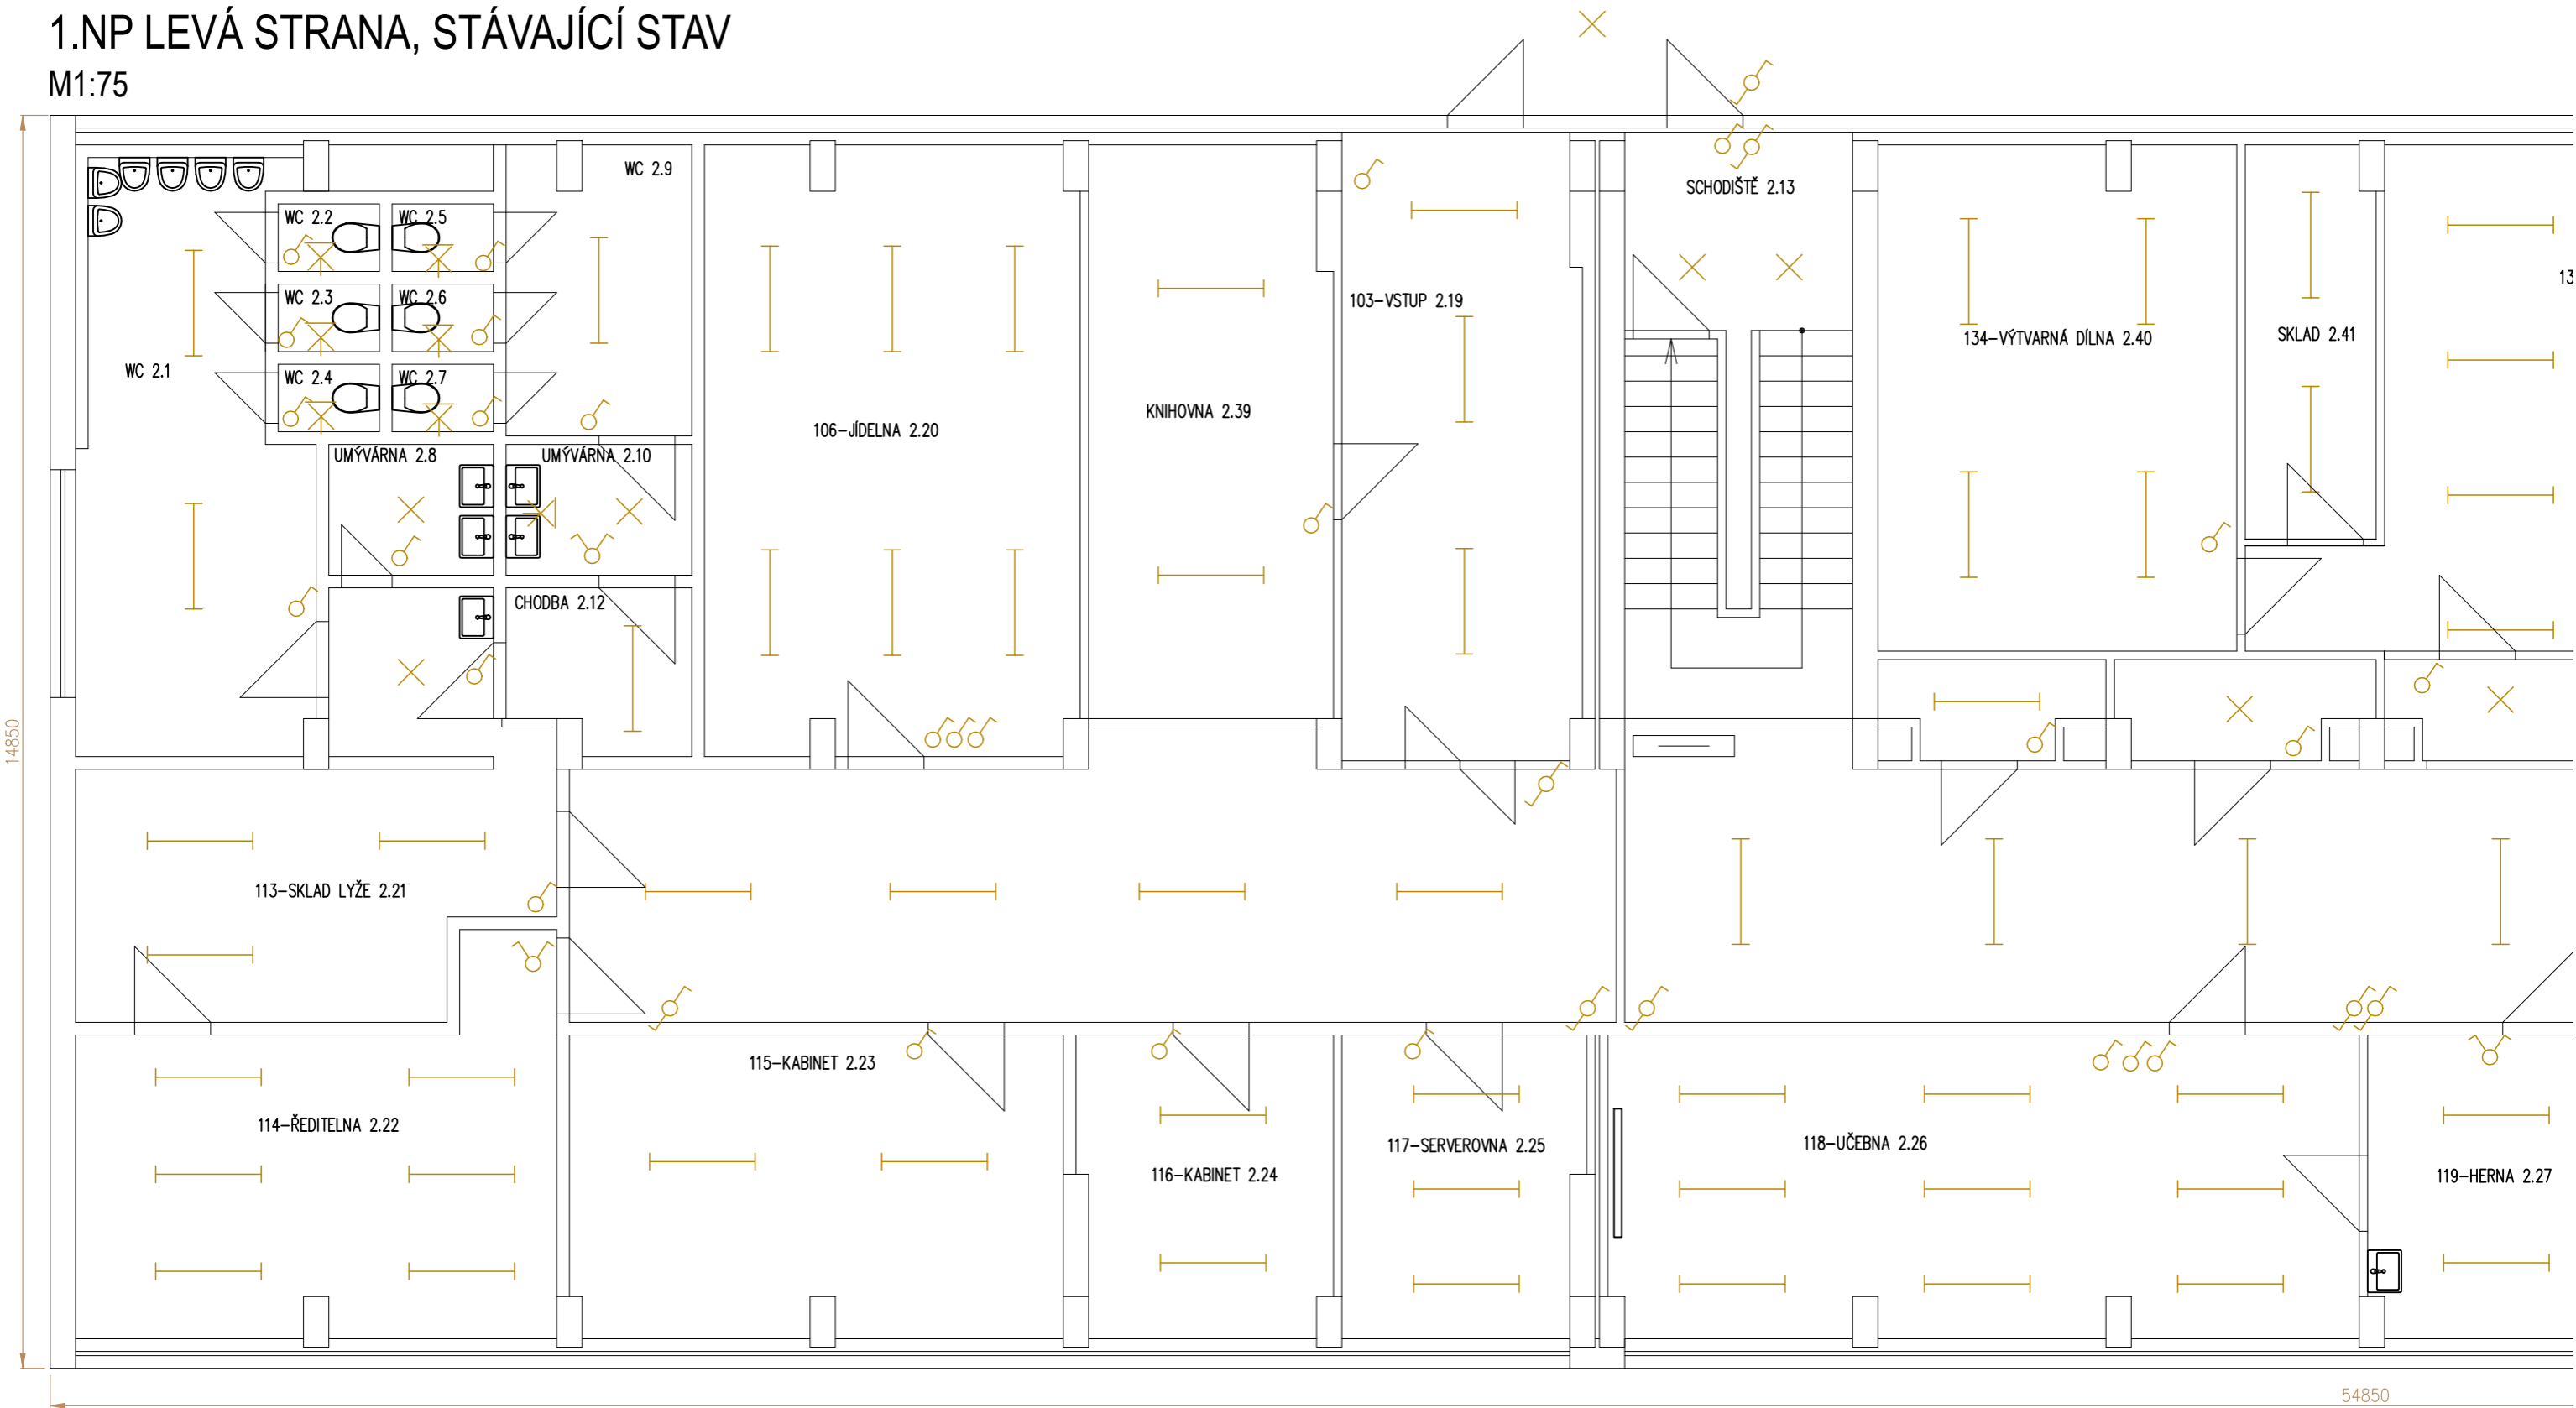 1.NP LEVÁ STRANA, STÁVAJÍCÍ STAV
M1:75
WC 2.9
SCHODIŠTĚ 2.13
WC 2.2
WC 2.5
13
WC 2.3
WC 2.6
103-VSTUP 2.19
134-VÝTVARNÁ DÍLNA 2.40
SKLAD 2.41
WC 2.1
WC 2.4
WC 2.7
KNIHOVNA 2.39
106-JÍDELNA 2.20
UMÝVÁRNA 2.8
UMÝVÁRNA 2.10
CHODBA 2.12
14850
113-SKLAD LYŽE 2.21
115-KABINET 2.23
114-ŘEDITELNA 2.22
117-SERVEROVNA 2.25
118-UČEBNA 2.26
116-KABINET 2.24
119-HERNA 2.27
54850